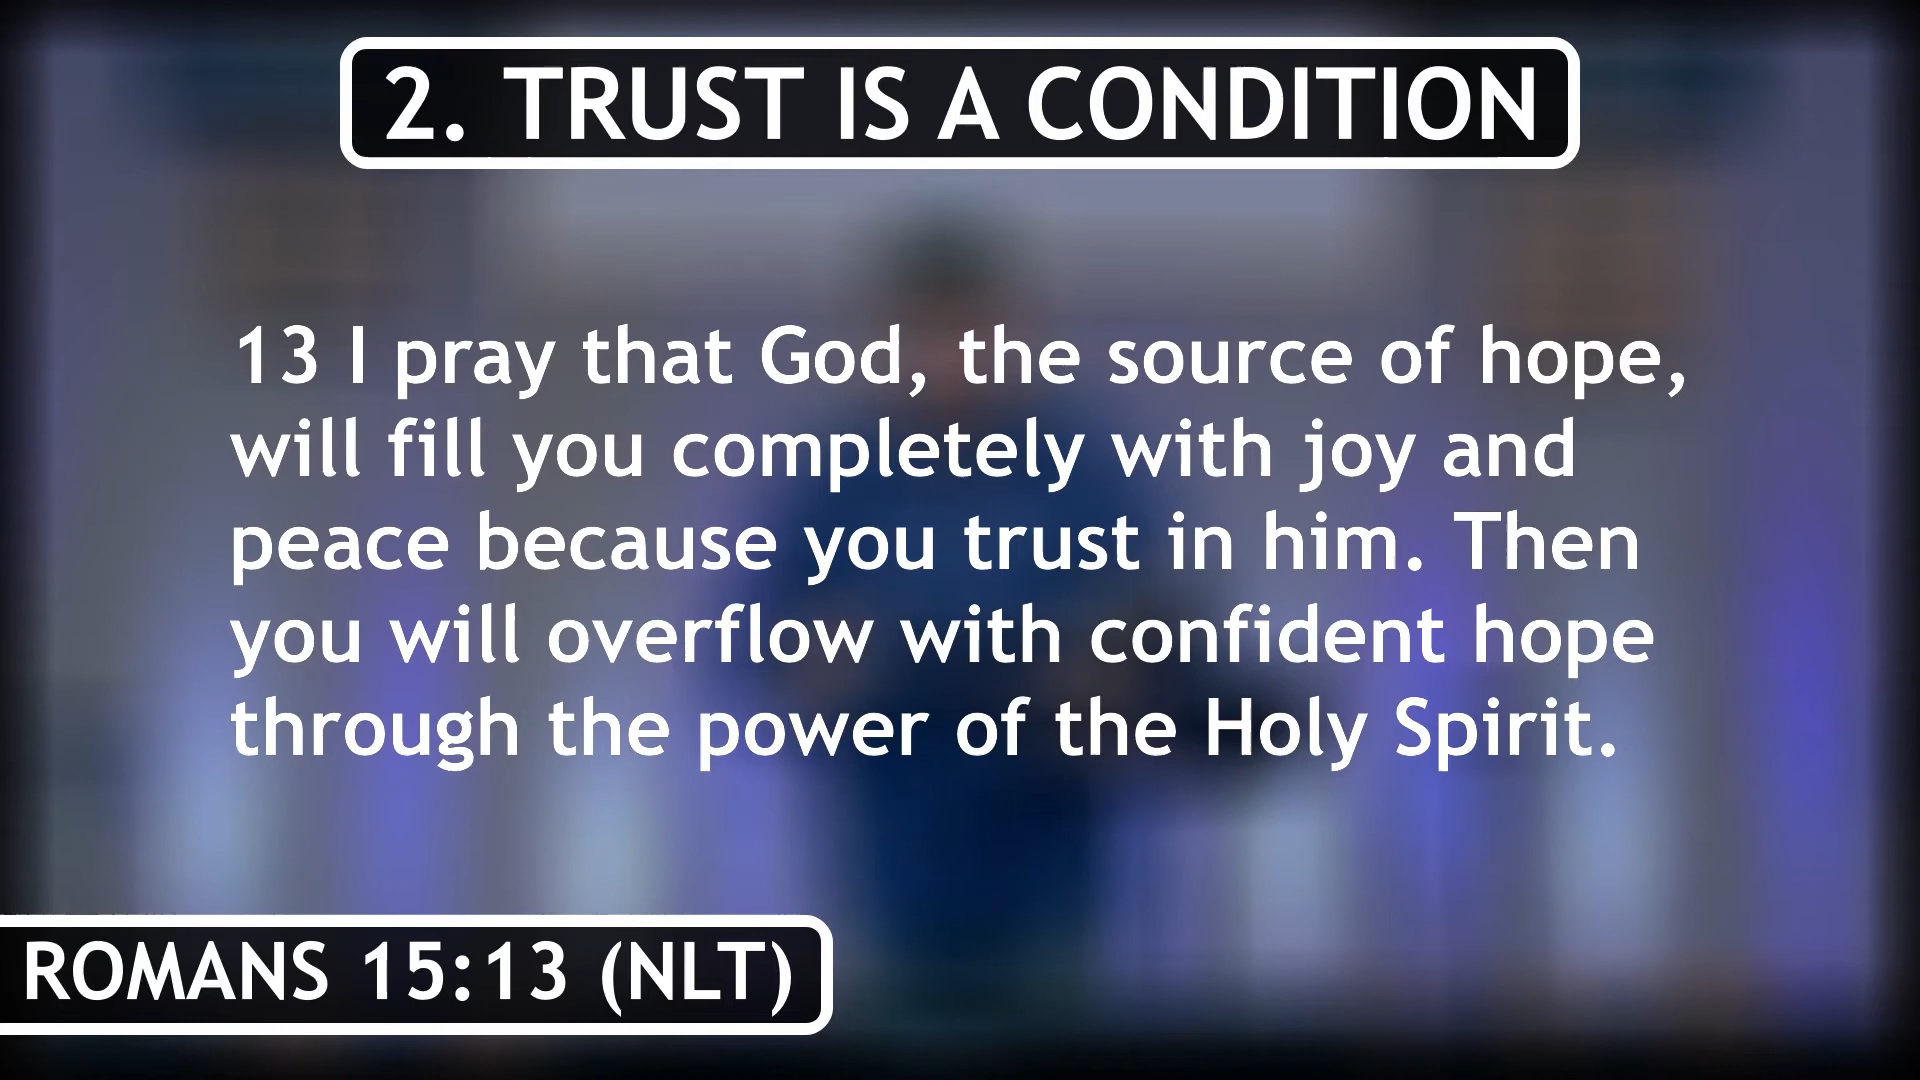 2. TRUST IS A CONDITION
13 I pray that God, the source of hope,
will fill you completely with joy and
peace because you trust in him. Then
you will overflow with confident hope
through the power of the Holy Spirit.
ROMANS 15:13 (NLT)